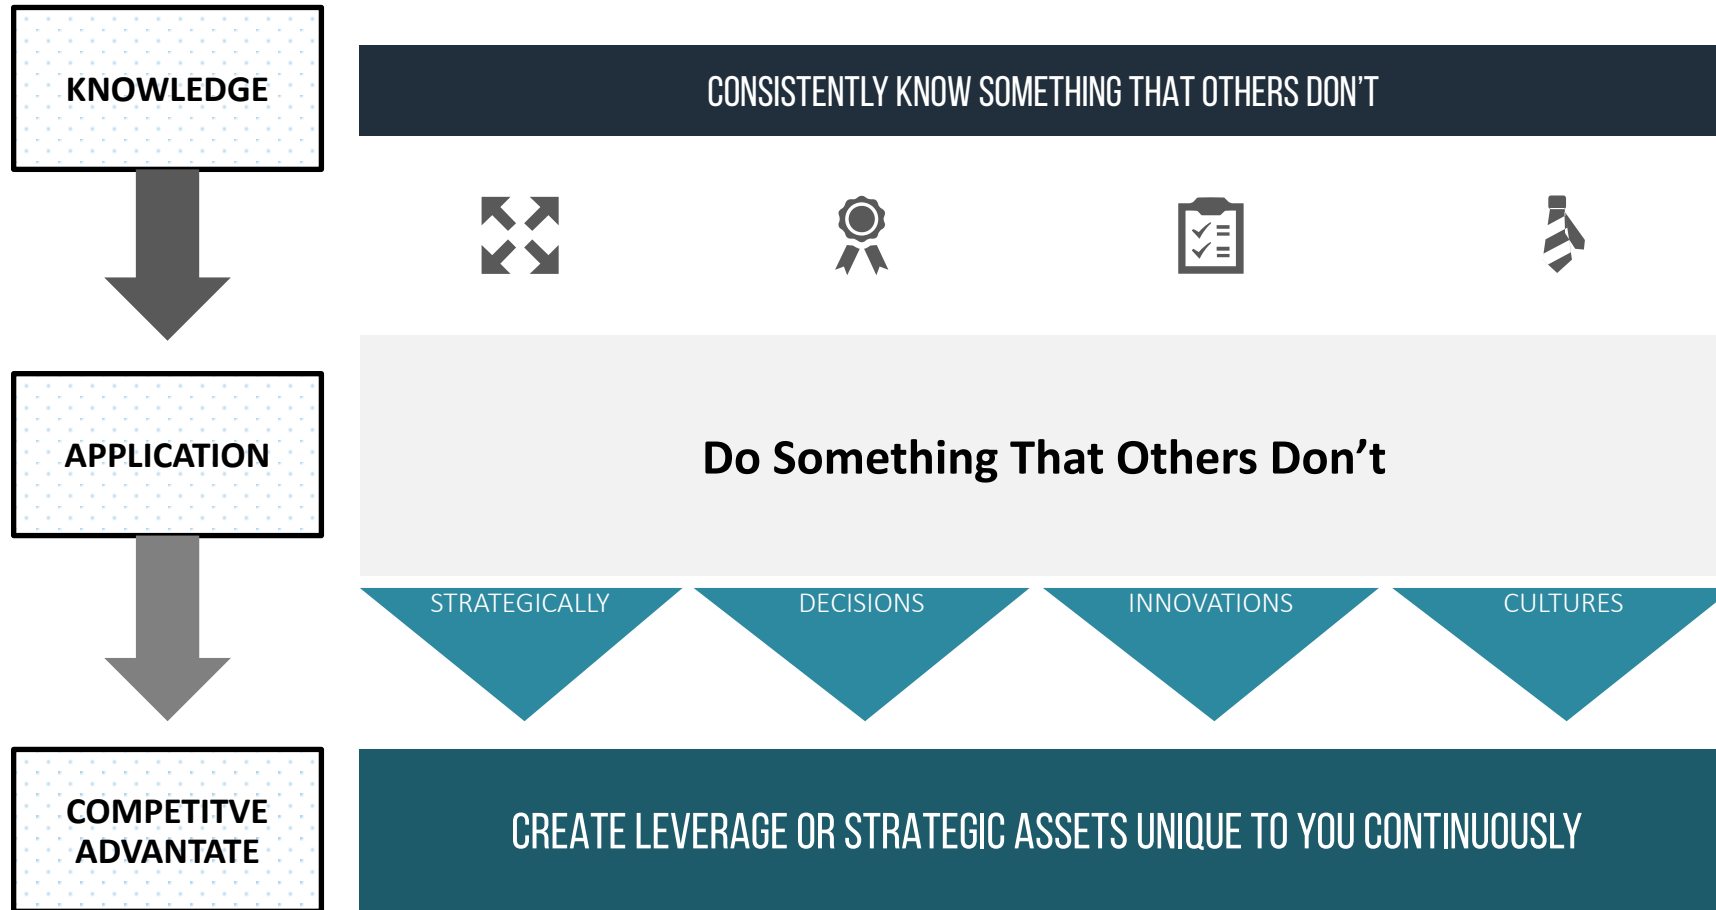 KNOWLEDGE
CONSISTENTLY KNOW SOMETHING THAT OTHERS DON’T
APPLICATION
Do Something That Others Don’t
STRATEGICALLY
DECISIONS
INNOVATIONS
CULTURES
COMPETITVE
ADVANTATE
CREATE LEVERAGE OR STRATEGIC ASSETS UNIQUE TO YOU CONTINUOUSLY